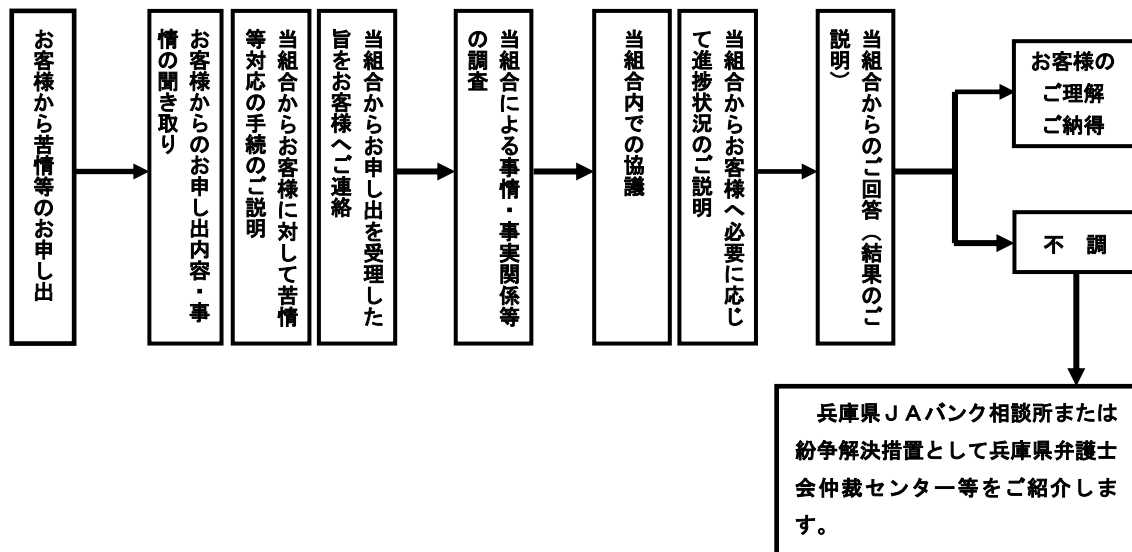 お客様から苦情等のお申し出
お客様からのお申し出内容・事
情の聞き取り
当組合からお客様に対して苦情
等対応の手続のご説明
当組合からお申し出を受理した
旨をお客様へご連絡
当組合による事情・事実関係等
の調査
当組合内での協議
当組合からお客様へ必要に応じ
て進捗状況のご説明
当組合からのご回答(結果のご
説明)
お客様の
ご理解
ご納得
不 調
兵庫県JAバンク相談所または
紛争解決措置として兵庫県弁護士
会仲裁センター等をご紹介しま
す。